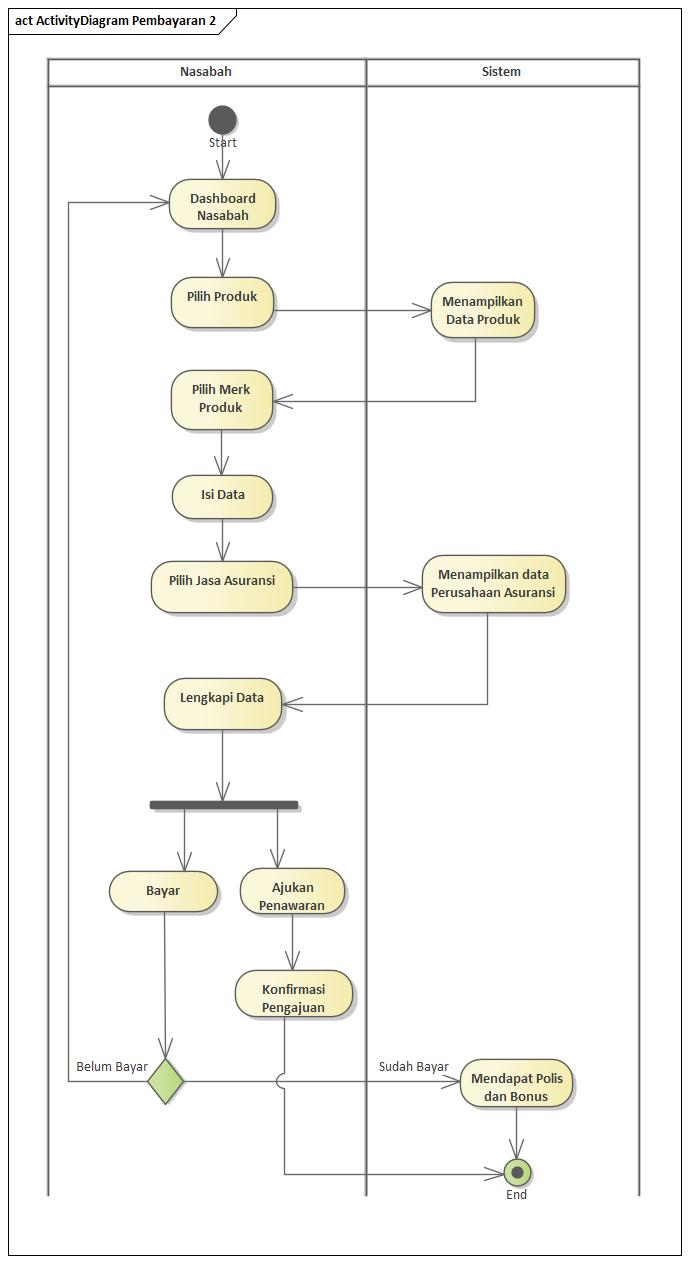 act ActivityDiagram Pembayaran 2
Nasabah
Sistem
Start
Dashboard
Nasabah
Pilih Produk
Menampilkan
Data Produk
Pilih Merk
Produk
Isi Data
Pilih Jasa Asuransi
Menampilkan data
Perusahaan Asuransi
Lengkapi Data
Bayar
Ajukan
Penawaran
Konfirmasi
Pengajuan
Belum Bayar
Sudah Bayar
Mendapat Polis
dan Bonus
End